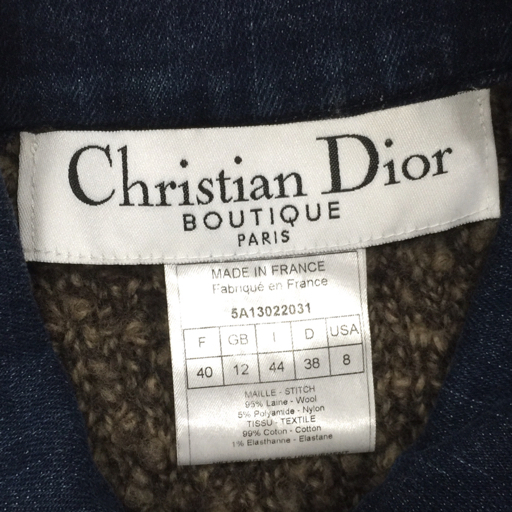 Christian Dior
BOUTIQUE
PARIS
MADE IN FRANCE
Fabriqué en France
5A13022031
F GB I D USA
40 12 44 38 8
MAILLE - STITCH
95% Laine - Wool
5% Polyamide - Nylon
TISSU - TEXTILE
99% Coton - Cotton
1% Elasthanne - Elastane